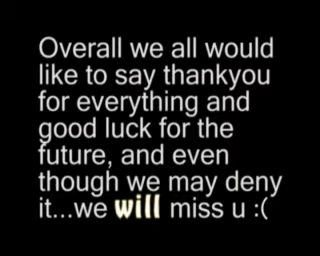 Overall we all would
like to say thankyou
for everything and
good luck for the
future, and even
though we may deny
it...we will miss u :(